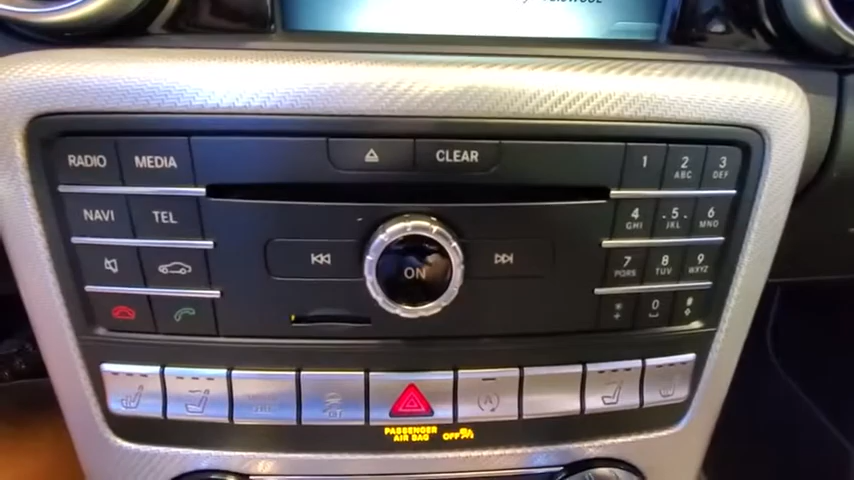 RADIO MEDIA CLEAR 1 2 ABC 3 DEF
NAVI TEL 4 GHI 5 JKL 6 MNO
ON 7 PQRS 8 TUV 9 WXYZ
* + 0 #
A
PASSENGER
AIR BAG OFF